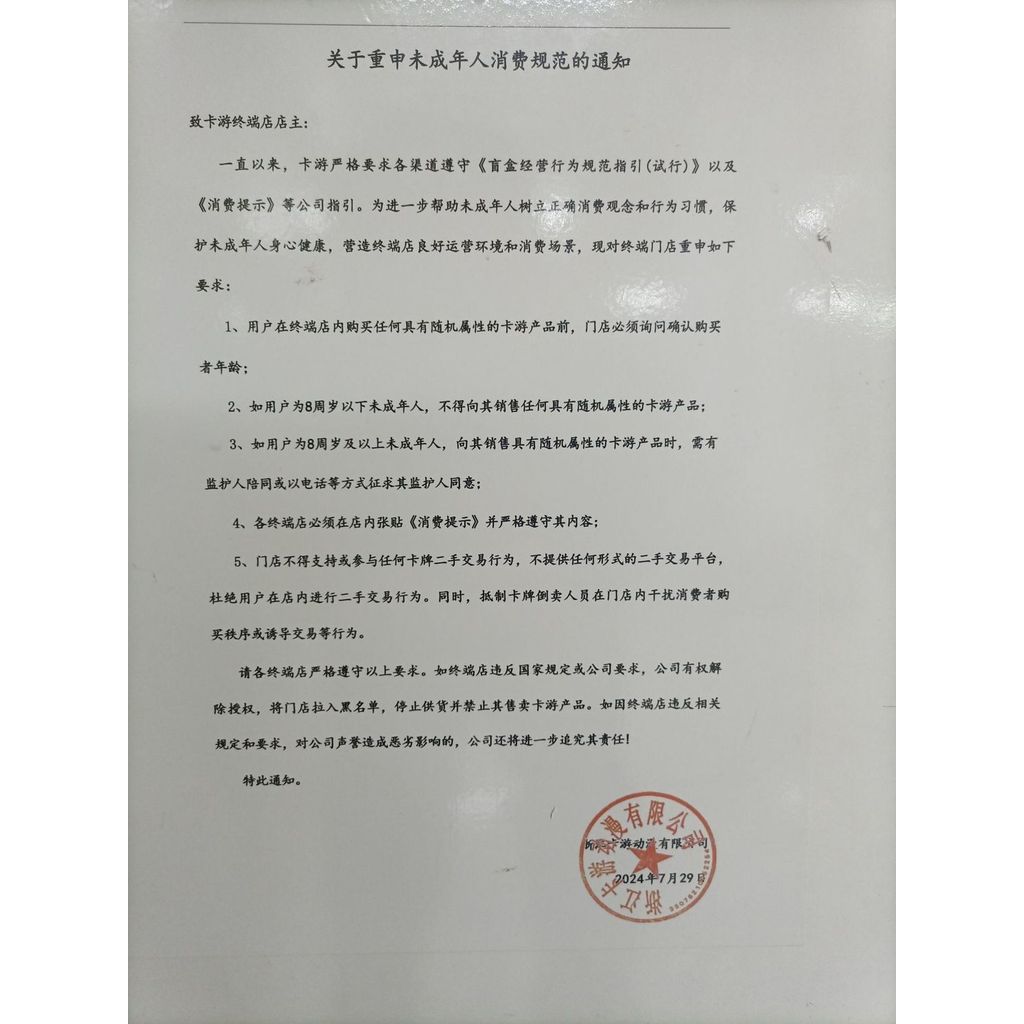 关于重申未成年人消费规范的通知
致卡游终端店店主：
一直以来，卡游严格要求各渠道遵守《盲盒经营行为规范指引(试行)》以及
《消费提示》等公司指引。为进一步帮助未成年人树立正确消费观念和行为习惯，保
护未成年人身心健康，营造终端店良好运营环境和消费场景，现对终端门店重申如下
要求：
1、用户在终端店内购买任何具有随机属性的卡游产品前，门店必须询问确认购买
者年龄；
2、如用户为8周岁以下未成年人，不得向其销售任何具有随机属性的卡游产品；
3、如用户为8周岁及以上未成年人，向其销售具有随机属性的卡游产品时，需有
监护人陪同或以电话等方式征求其监护人同意；
4、各终端店必须在店内张贴《消费提示》并严格遵守其内容；
5、门店不得支持或参与任何卡牌二手交易行为，不提供任何形式的二手交易平台，
杜绝用户在店内进行二手交易行为。同时，抵制卡牌倒卖人员在门店内干扰消费者购
买秩序或诱导交易等行为。
请各终端店严格遵守以上要求。如终端店违反国家规定或公司要求，公司有权解
除授权，将门店拉入黑名单，停止供货并禁止其售卖卡游产品。如因终端店违反相关
规定和要求，对公司声誉造成恶劣影响的，公司还将进一步追究其责任！
特此通知。
浙江卡游动漫有限公司
2024年7月29日
浙江卡游动漫有限公司